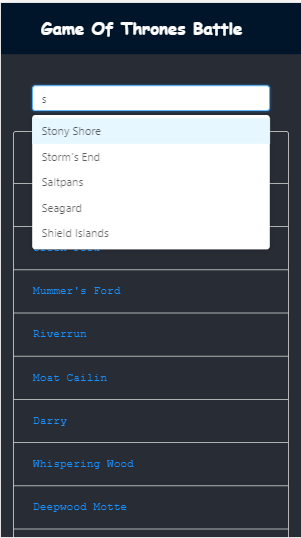 Game Of Thrones Battle
s
Stony Shore
Storm's End
Saltpans
Seagard
Shield Islands
Mummer's Ford
Riverrun
Moat Cailin
Darry
Whispering Wood
Deepwood Motte